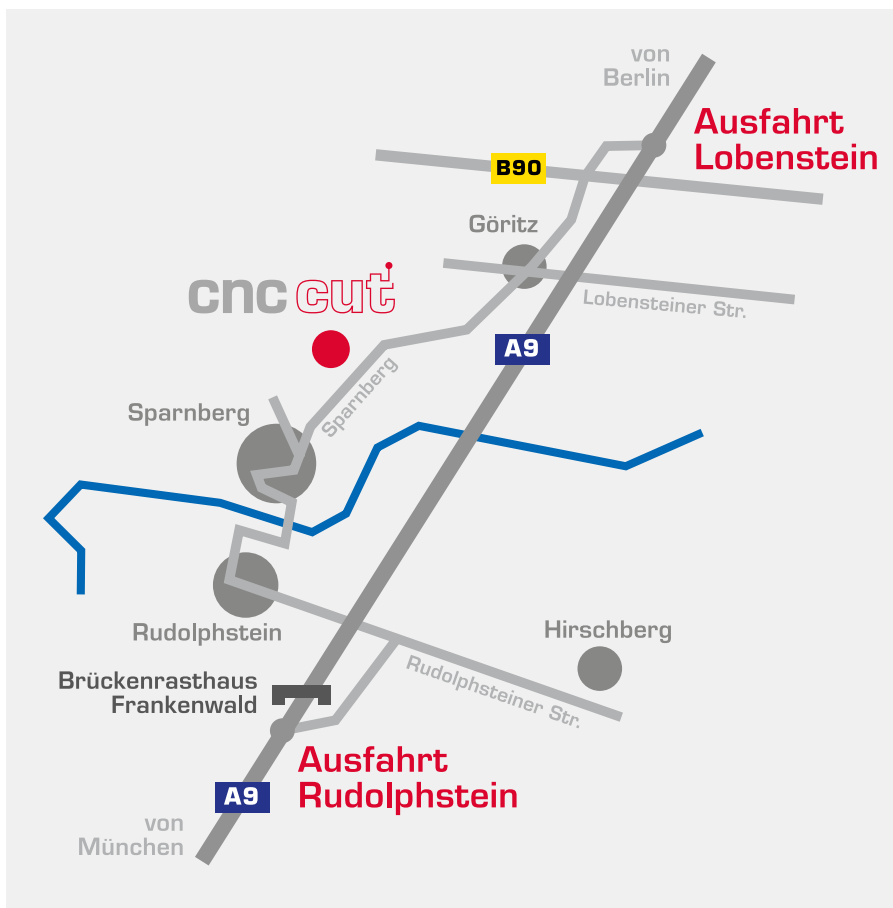 von
Berlin
Ausfahrt
Lobenstein
B90
Göritz
cnc cut
Lobensteiner Str.
A9
Sparnberg
Sparnberg
Rudolphstein
Hirschberg
Rudolphsteiner Str.
Brückenrasthaus
Frankenwald
Ausfahrt
Rudolphstein
A9
von
München